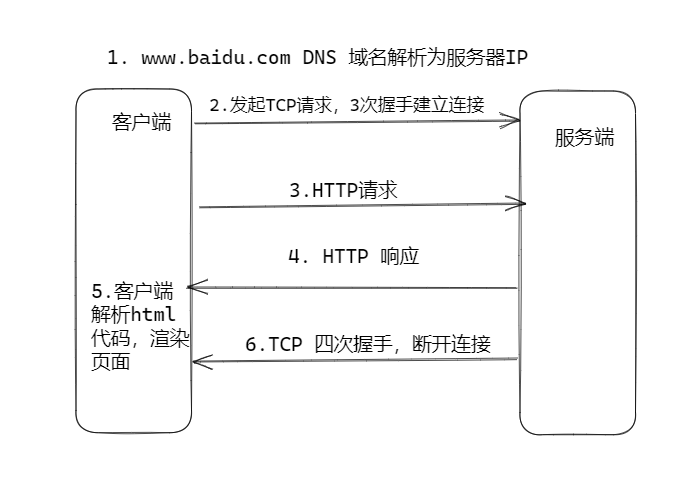 1. www.baidu.com DNS 域名解析为服务器IP
客户端
2.发起TCP请求，3次握手建立连接
服务端
3.HTTP请求
4. HTTP 响应
5.客户端
解析html
代码，渲染
页面
6.TCP 四次握手，断开连接